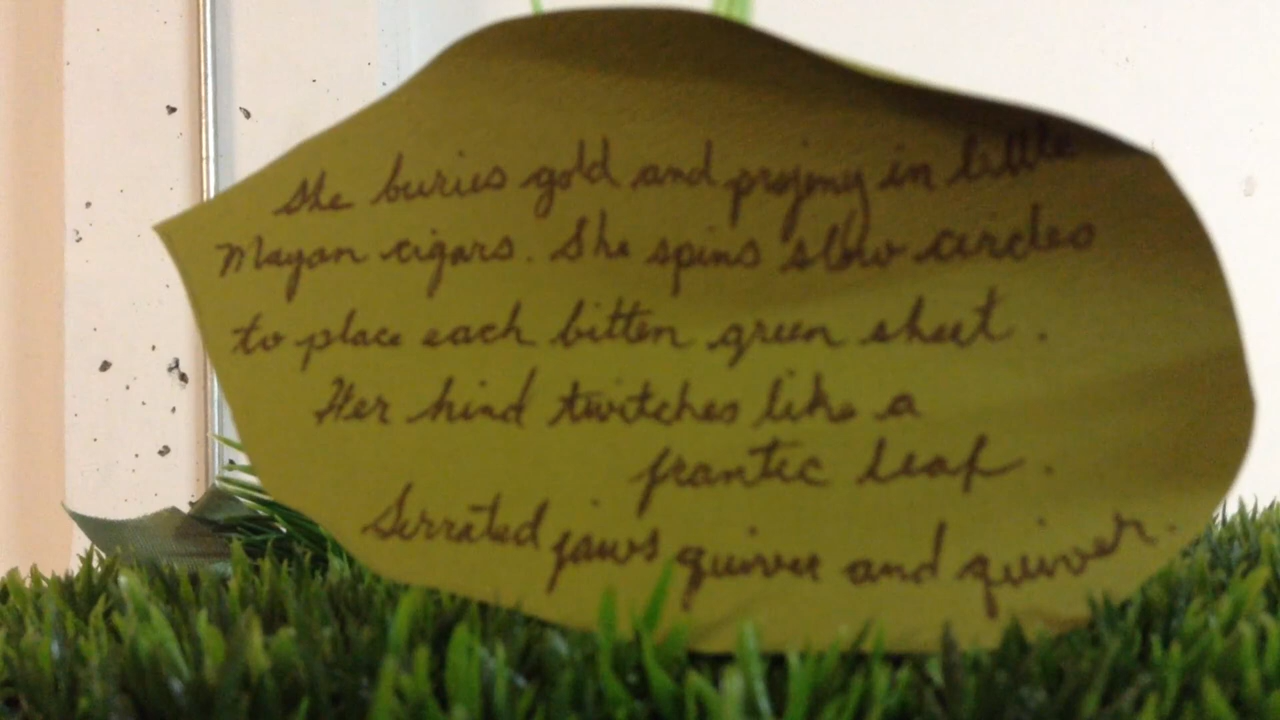 She buries gold and projeny in little
Mayan cigars. She spins slow circles
to place each bitten green sheet.
Her hind twitches like a
frantic leaf.
Serrated jaws quiver and quiver.